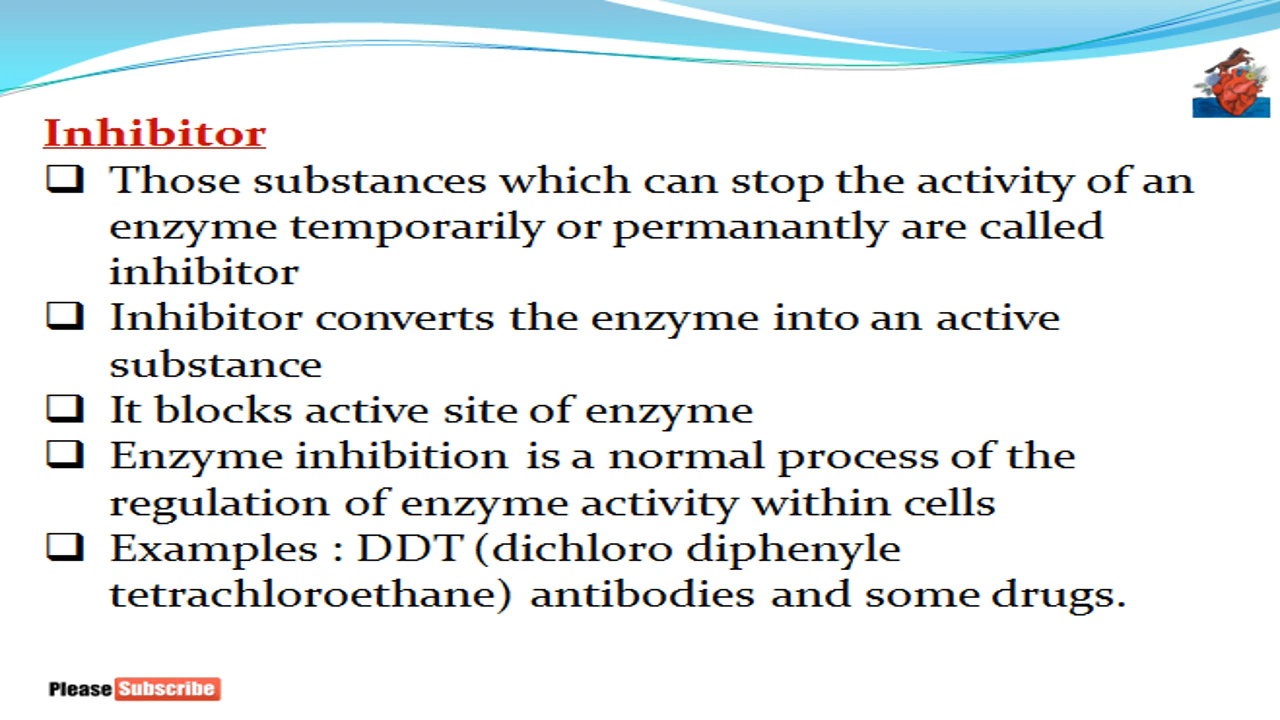 Inhibitor
❑ Those substances which can stop the activity of an
enzyme temporarily or permanantly are called
inhibitor
❑ Inhibitor converts the enzyme into an active
substance
❑ It blocks active site of enzyme
❑ Enzyme inhibition is a normal process of the
regulation of enzyme activity within cells
❑ Examples : DDT (dichloro diphenyle
tetrachloroethane) antibodies and some drugs.
Please Subscribe